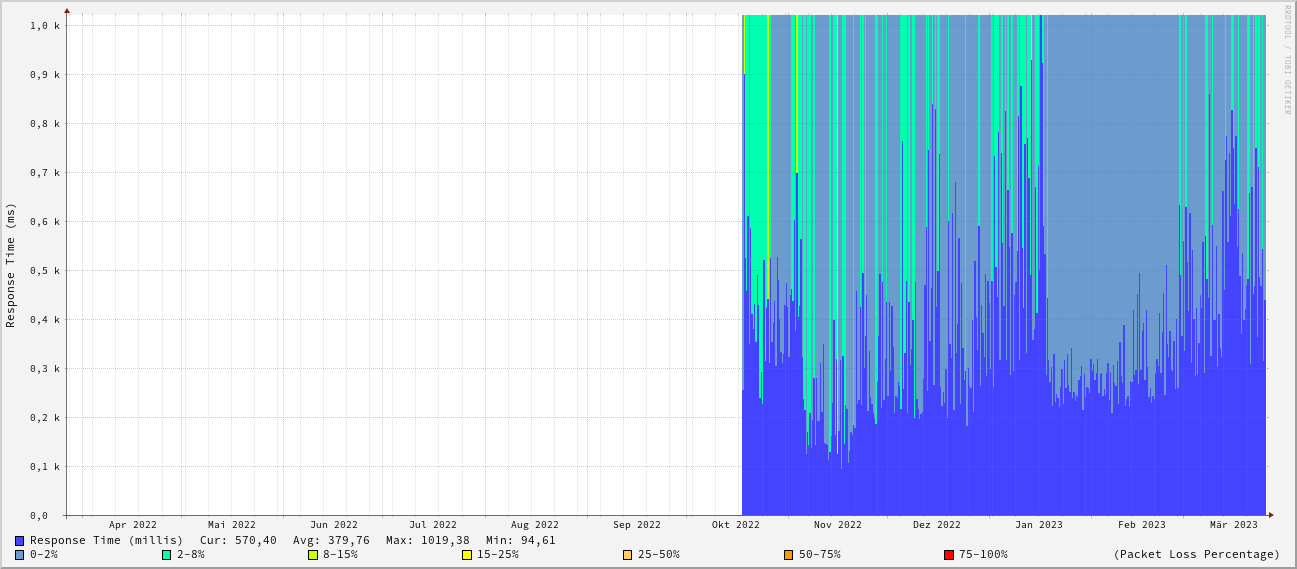 RRDTOOL / TOBI OETIKER
Response Time (ms)
1,0 k
0,9 k
0,8 k
0,7 k
0,6 k
0,5 k
0,4 k
0,3 k
0,2 k
0,1 k
0,0
Apr 2022 Mai 2022 Jun 2022 Jul 2022 Aug 2022 Sep 2022 Okt 2022 Nov 2022 Dez 2022 Jan 2023 Feb 2023 Mär 2023
Response Time (millis) Cur: 570,40 Avg: 379,76 Max: 1019,38 Min: 94,61
0-2% 2-8% 8-15% 15-25% 25-50% 50-75% 75-100% (Packet Loss Percentage)